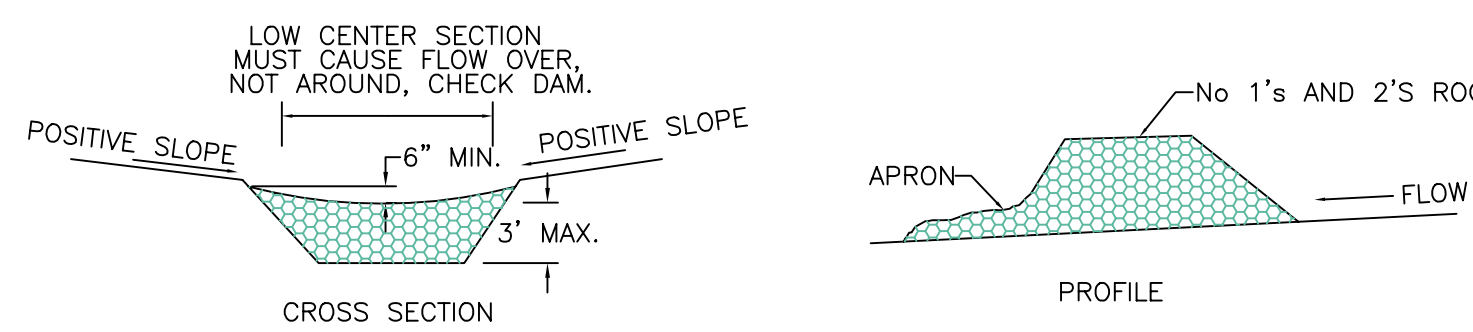 LOW CENTER SECTION
MUST CAUSE FLOW OVER,
NOT AROUND, CHECK DAM.
POSITIVE SLOPE
POSITIVE SLOPE
6" MIN.
3' MAX.
CROSS SECTION
No 1's AND 2'S
APRON
FLOW
PROFILE